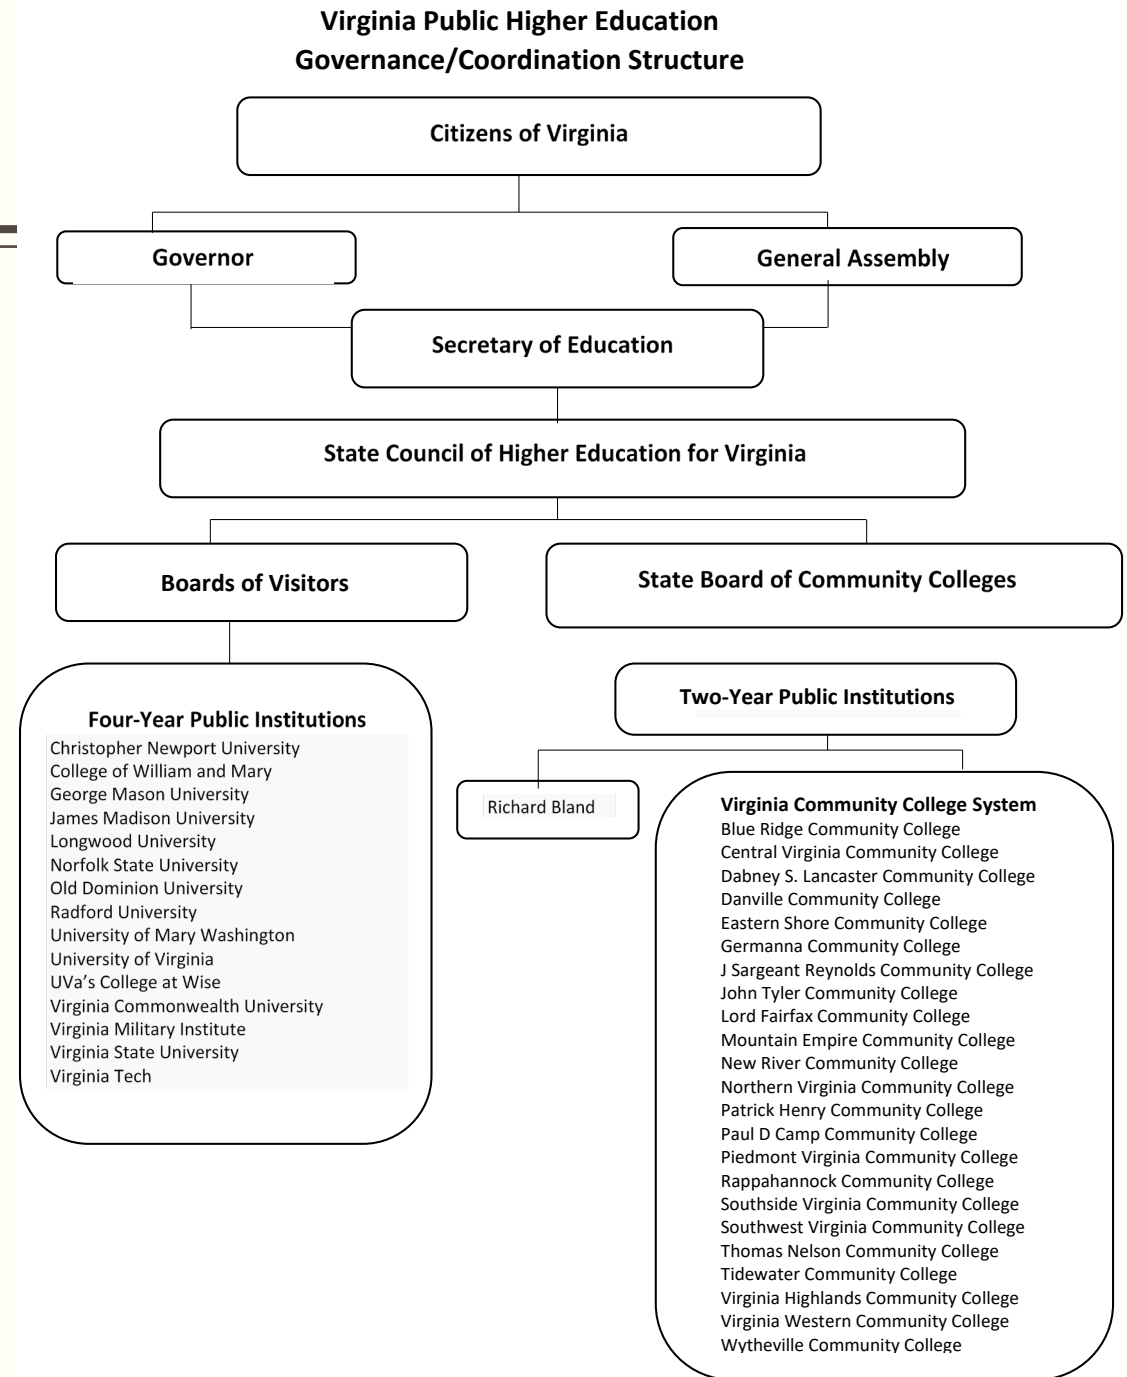 Virginia Public Higher Education
Governance/Coordination Structure
Citizens of Virginia
Governor
General Assembly
Secretary of Education
State Council of Higher Education for Virginia
Boards of Visitors
State Board of Community Colleges
Four-Year Public Institutions
Christopher Newport University
College of William and Mary
George Mason University
James Madison University
Longwood University
Norfolk State University
Old Dominion University
Radford University
University of Mary Washington
University of Virginia
UVa’s College at Wise
Virginia Commonwealth University
Virginia Military Institute
Virginia State University
Virginia Tech
Two-Year Public Institutions
Richard Bland
Virginia Community College System
Blue Ridge Community College
Central Virginia Community College
Dabney S. Lancaster Community College
Danville Community College
Eastern Shore Community College
Germanna Community College
J Sargeant Reynolds Community College
John Tyler Community College
Lord Fairfax Community College
Mountain Empire Community College
New River Community College
Northern Virginia Community College
Patrick Henry Community College
Paul D Camp Community College
Piedmont Virginia Community College
Rappahannock Community College
Southside Virginia Community College
Southwest Virginia Community College
Thomas Nelson Community College
Tidewater Community College
Virginia Highlands Community College
Virginia Western Community College
Wytheville Community College